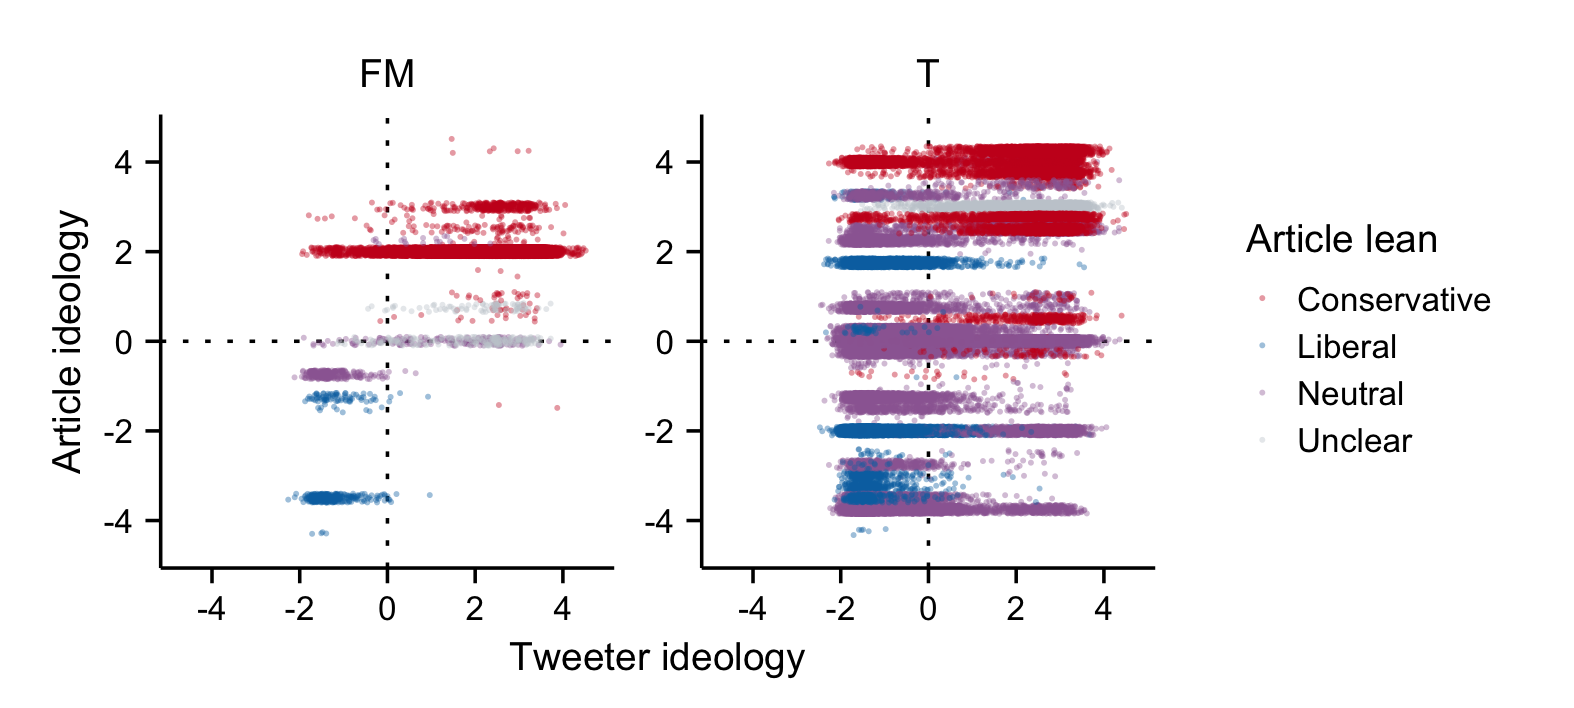 FM
T
4
2
0
-2
-4
4
2
0
-2
-4
Article ideology
-4 -2 0 2 4
-4 -2 0 2 4
Tweeter ideology
Article lean
Conservative
Liberal
Neutral
Unclear